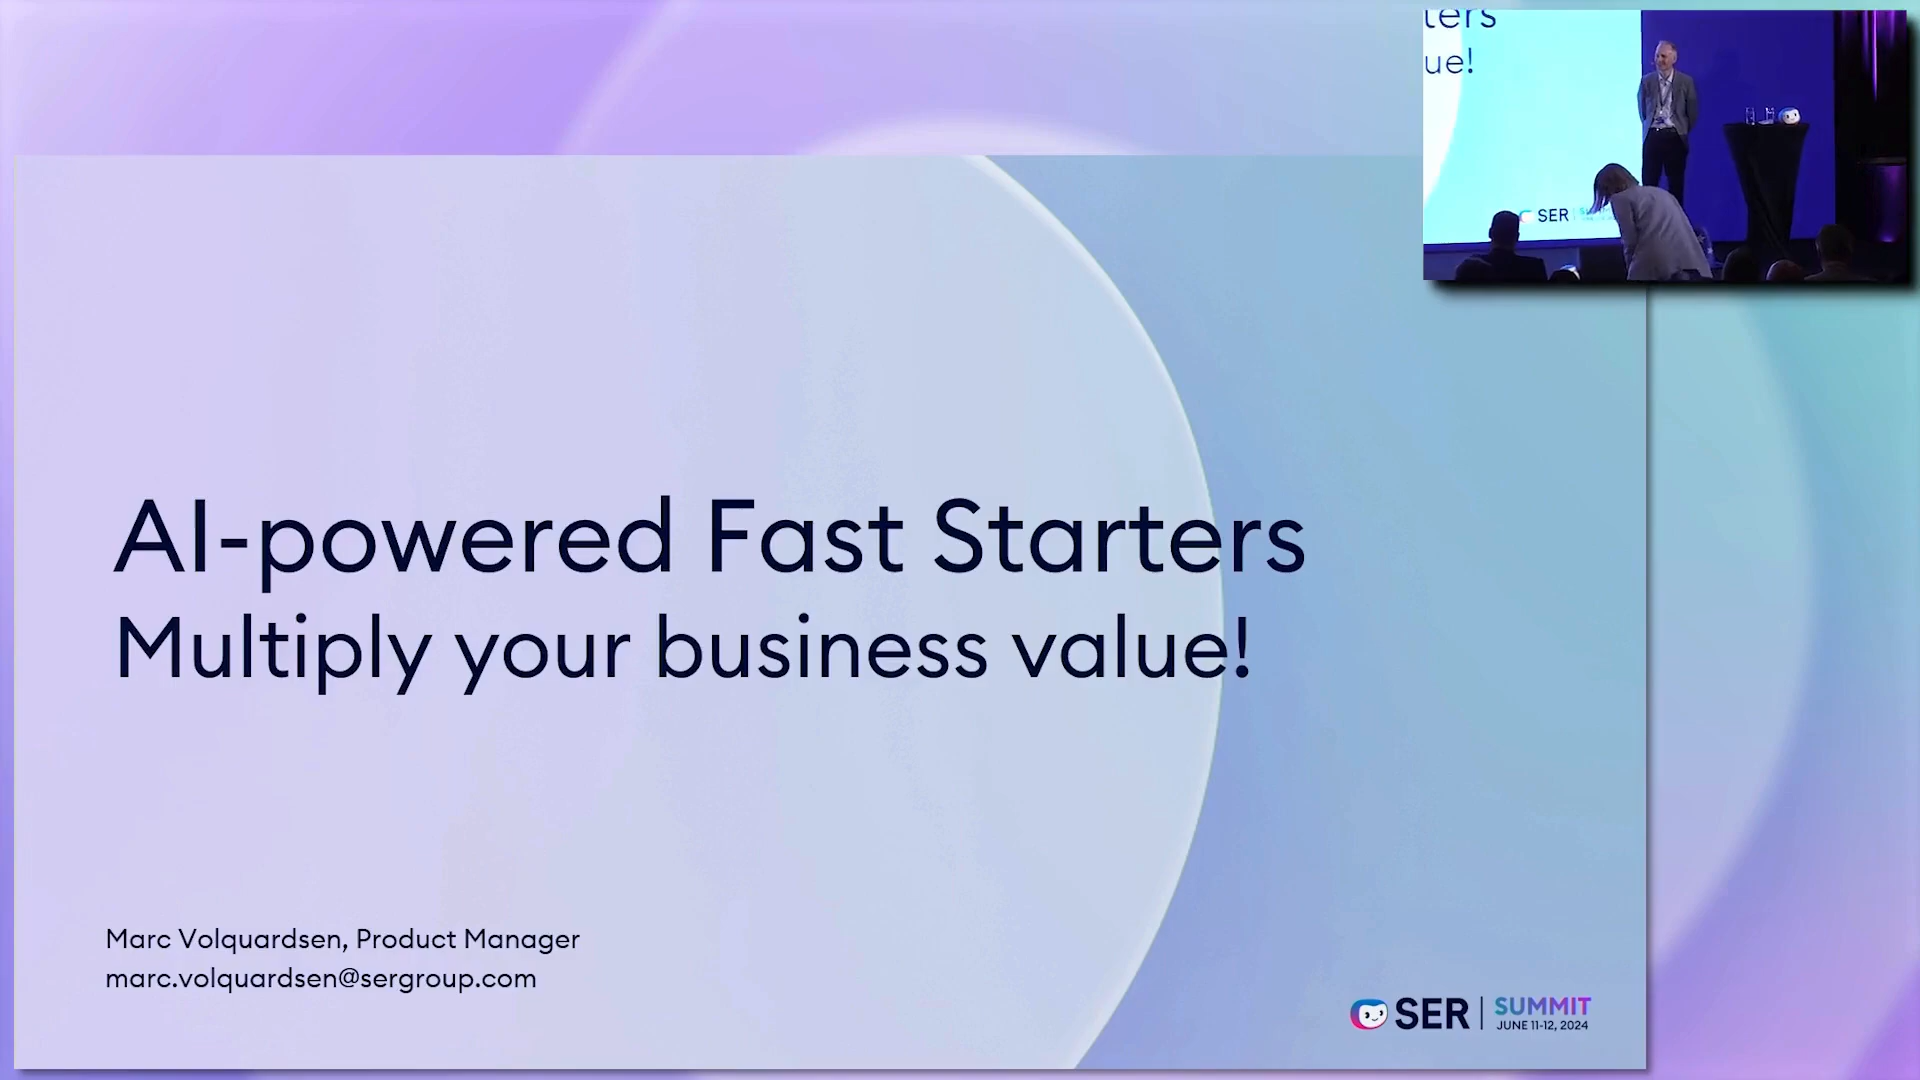 AI-powered Fast Starters
Multiply your business value!
Marc Volquardsen, Product Manager
marc.volquardsen@sergroup.com
SER | SUMMIT
JUNE 11-12, 2024
ters
ue!
SER